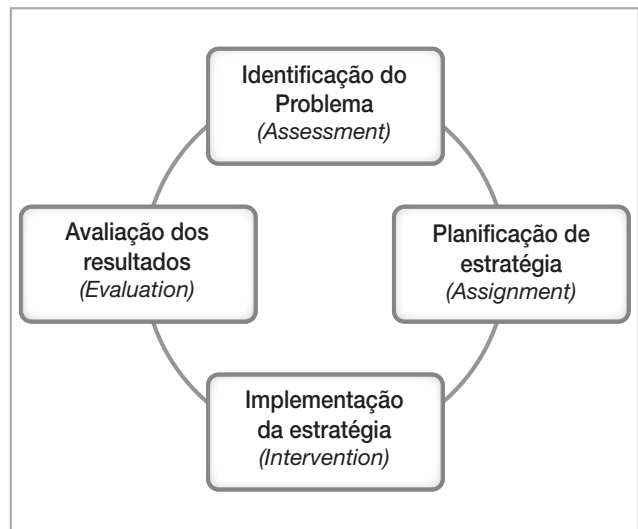 Identificação do
Problema
(Assessment)
Avaliação dos
resultados
(Evaluation)
Planificação de
estratégia
(Assignment)
Implementação
da estratégia
(Intervention)